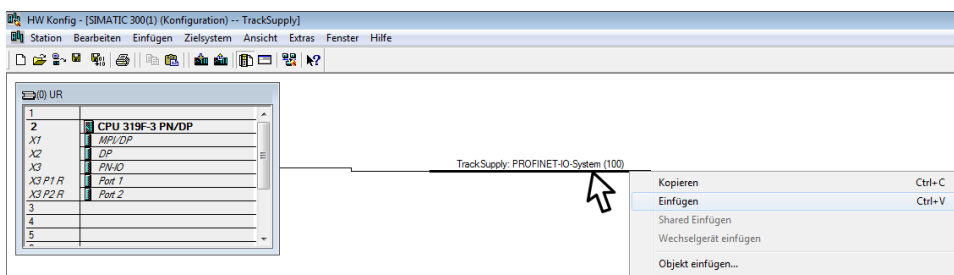 HW Konfig - [SIMATIC 300(1) (Konfiguration) -- TrackSupply]
Station Bearbeiten Einfügen Zielsystem Ansicht Extras Fenster Hilfe
(0) UR
1
2 CPU 319F-3 PN/DP
X1 MPI/DP
X2 DP
X3 PN-IO
X3 P1 R Port 1
X3 P2 R Port 2
3
4
5
TrackSupply: PROFINET-IO-System (100)
Kopieren Ctrl+C
Einfügen Ctrl+V
Shared Einfügen
Wechselgerät einfügen
Objekt einfügen...